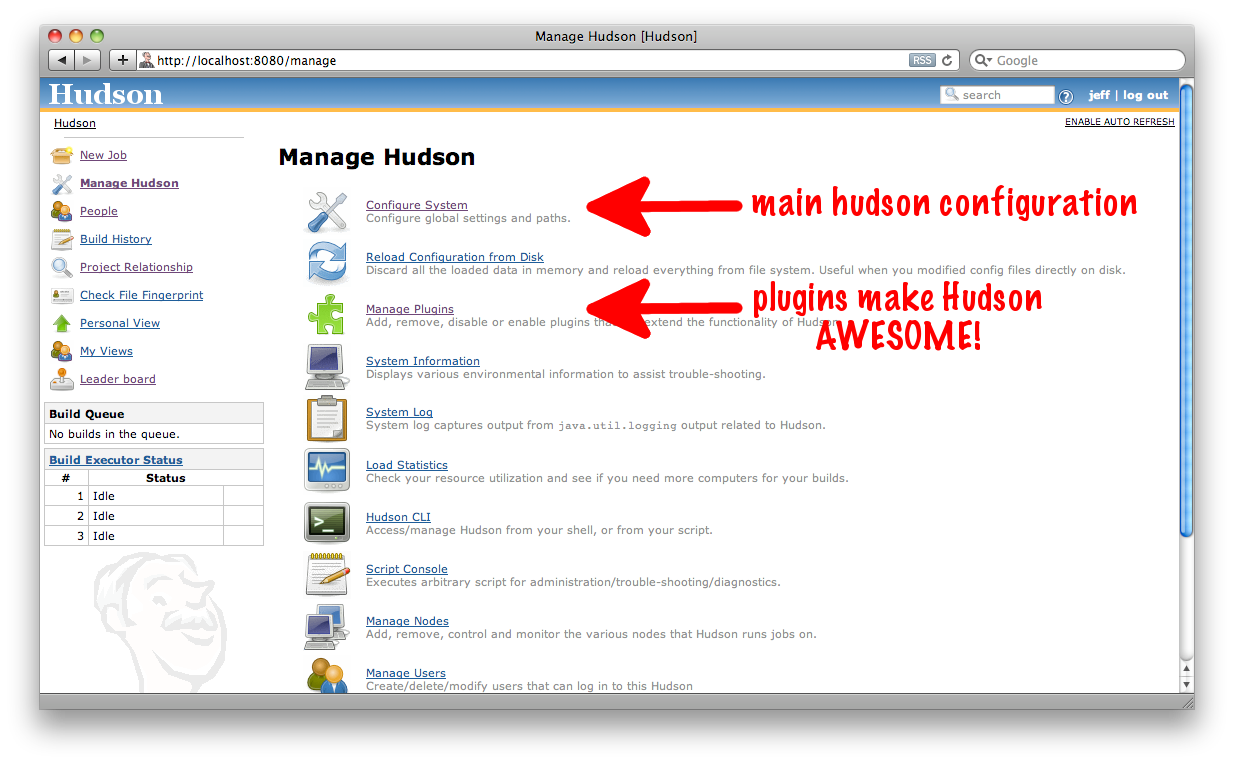 Manage Hudson [Hudson]
http://localhost:8080/manage
RSS
Google
Hudson
search
jeff | log out
Hudson
ENABLE AUTO REFRESH
New Job
Manage Hudson
People
Build History
Project Relationship
Check File Fingerprint
Personal View
My Views
Leader board
Build Queue
No builds in the queue.
Build Executor Status
# Status
1 Idle
2 Idle
3 Idle
Manage Hudson
Configure System
Configure global settings and paths.
main hudson configuration
Reload Configuration from Disk
Discard all the loaded data in memory and reload everything from file system. Useful when you modified config files directly on disk.
Manage Plugins
Add, remove, disable or enable plugins that extend the functionality of Hudson
plugins make Hudson
AWESOME!
System Information
Displays various environmental information to assist trouble-shooting.
System Log
System log captures output from java.util.logging output related to Hudson.
Load Statistics
Check your resource utilization and see if you need more computers for your builds.
Hudson CLI
Access/manage Hudson from your shell, or from your script.
Script Console
Executes arbitrary script for administration/trouble-shooting/diagnostics.
Manage Nodes
Add, remove, control and monitor the various nodes that Hudson runs jobs on.
Manage Users
Create/delete/modify users that can log in to this Hudson